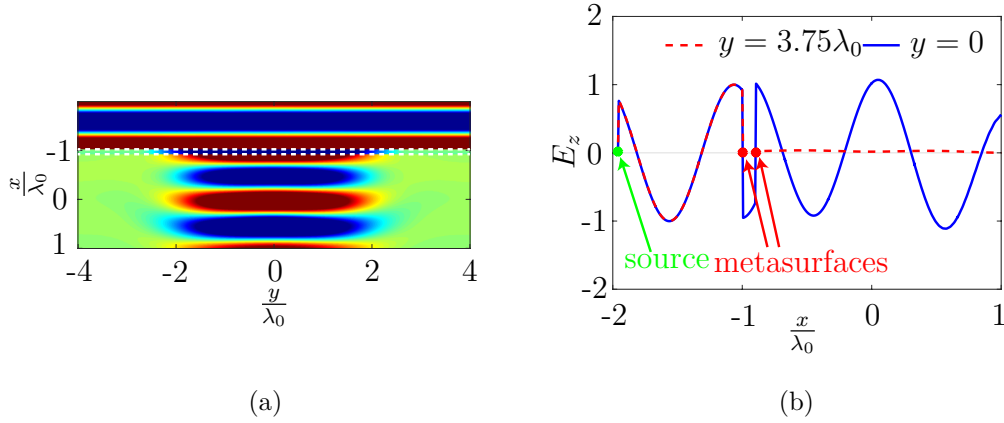 -1
0
1
x/λ₀
-4 -2 0 2 4
y/λ₀
(a)
y = 3.75λ₀ y = 0
2
1
0
-1
-2
E_z
source metasurfaces
-2 -1 0 1
x/λ₀
(b)